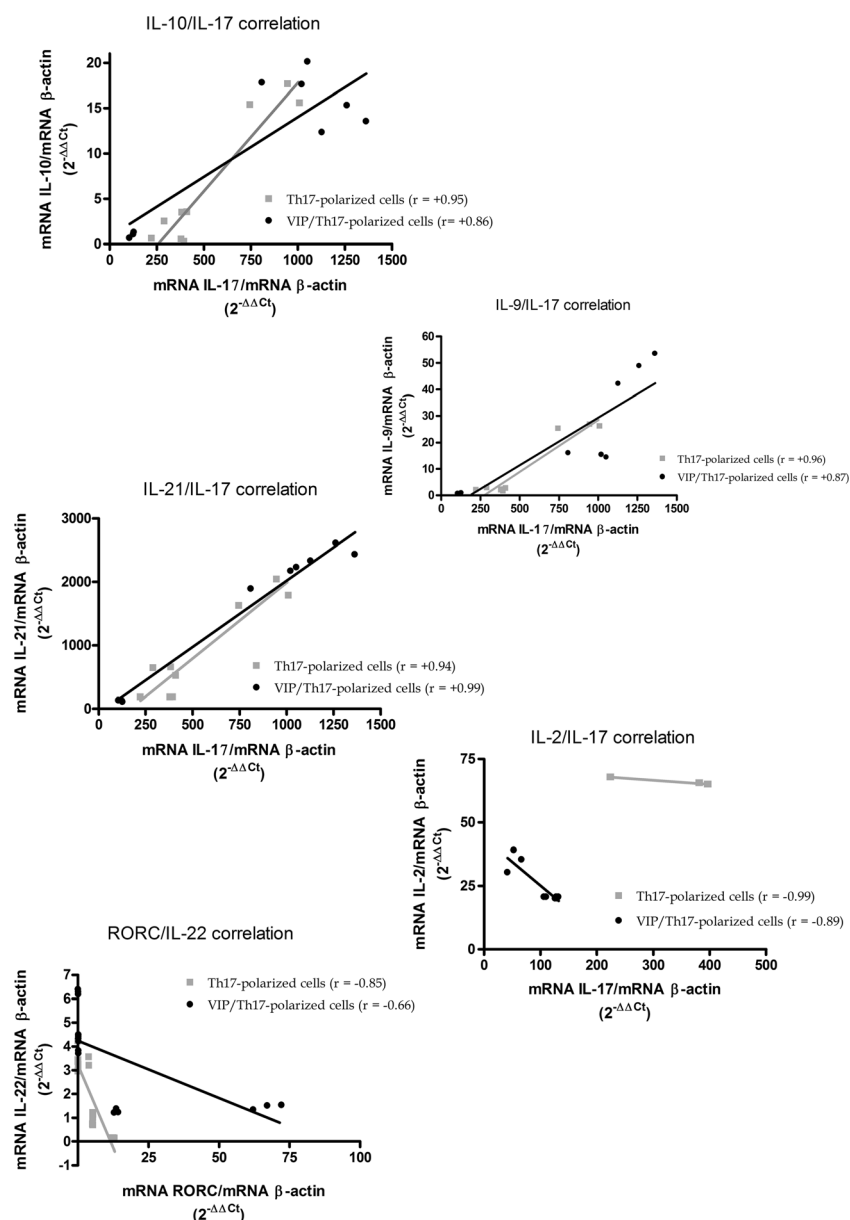 IL-10/IL-17 correlation
mRNA IL-10/mRNA β-actin
(2-ΔΔCt)
20
15
10
5
0
Th17-polarized cells (r = +0.95)
VIP/Th17-polarized cells (r=+0.86)
0 250 500 750 1000 1250 1500
mRNA IL-17/mRNA β-actin
(2-ΔΔCt)
IL-9/IL-17 correlation
mRNA IL-9/mRNA β-actin
(2-ΔΔCt)
60
50
40
30
20
10
0
Th17-polarized cells (r = +0.96)
VIP/Th17-polarized cells (r = +0.87)
0 250 500 750 1000 1250 1500
mRNA IL-17/mRNA β-actin
(2-ΔΔCt)
IL-21/IL-17 correlation
mRNA IL-21/mRNA β-actin
(2-ΔΔCt)
3000
2000
1000
0
Th17-polarized cells (r = +0.94)
VIP/Th17-polarized cells (r = +0.99)
0 250 500 750 1000 1250 1500
mRNA IL-17/mRNA β-actin
(2-ΔΔCt)
IL-2/IL-17 correlation
mRNA IL-2/mRNA β-actin
(2-ΔΔCt)
75
50
25
0
Th17-polarized cells (r = -0.99)
VIP/Th17-polarized cells (r = -0.89)
0 100 200 300 400 500
mRNA IL-17/mRNA β-actin
(2-ΔΔCt)
RORC/IL-22 correlation
mRNA IL-22/mRNA β-actin
(2-ΔΔCt)
7
6
5
4
3
2
1
0
-1
Th17-polarized cells (r = -0.85)
VIP/Th17-polarized cells (r = -0.66)
25 50 75 100
mRNA RORC/mRNA β-actin
(2-ΔΔCt)